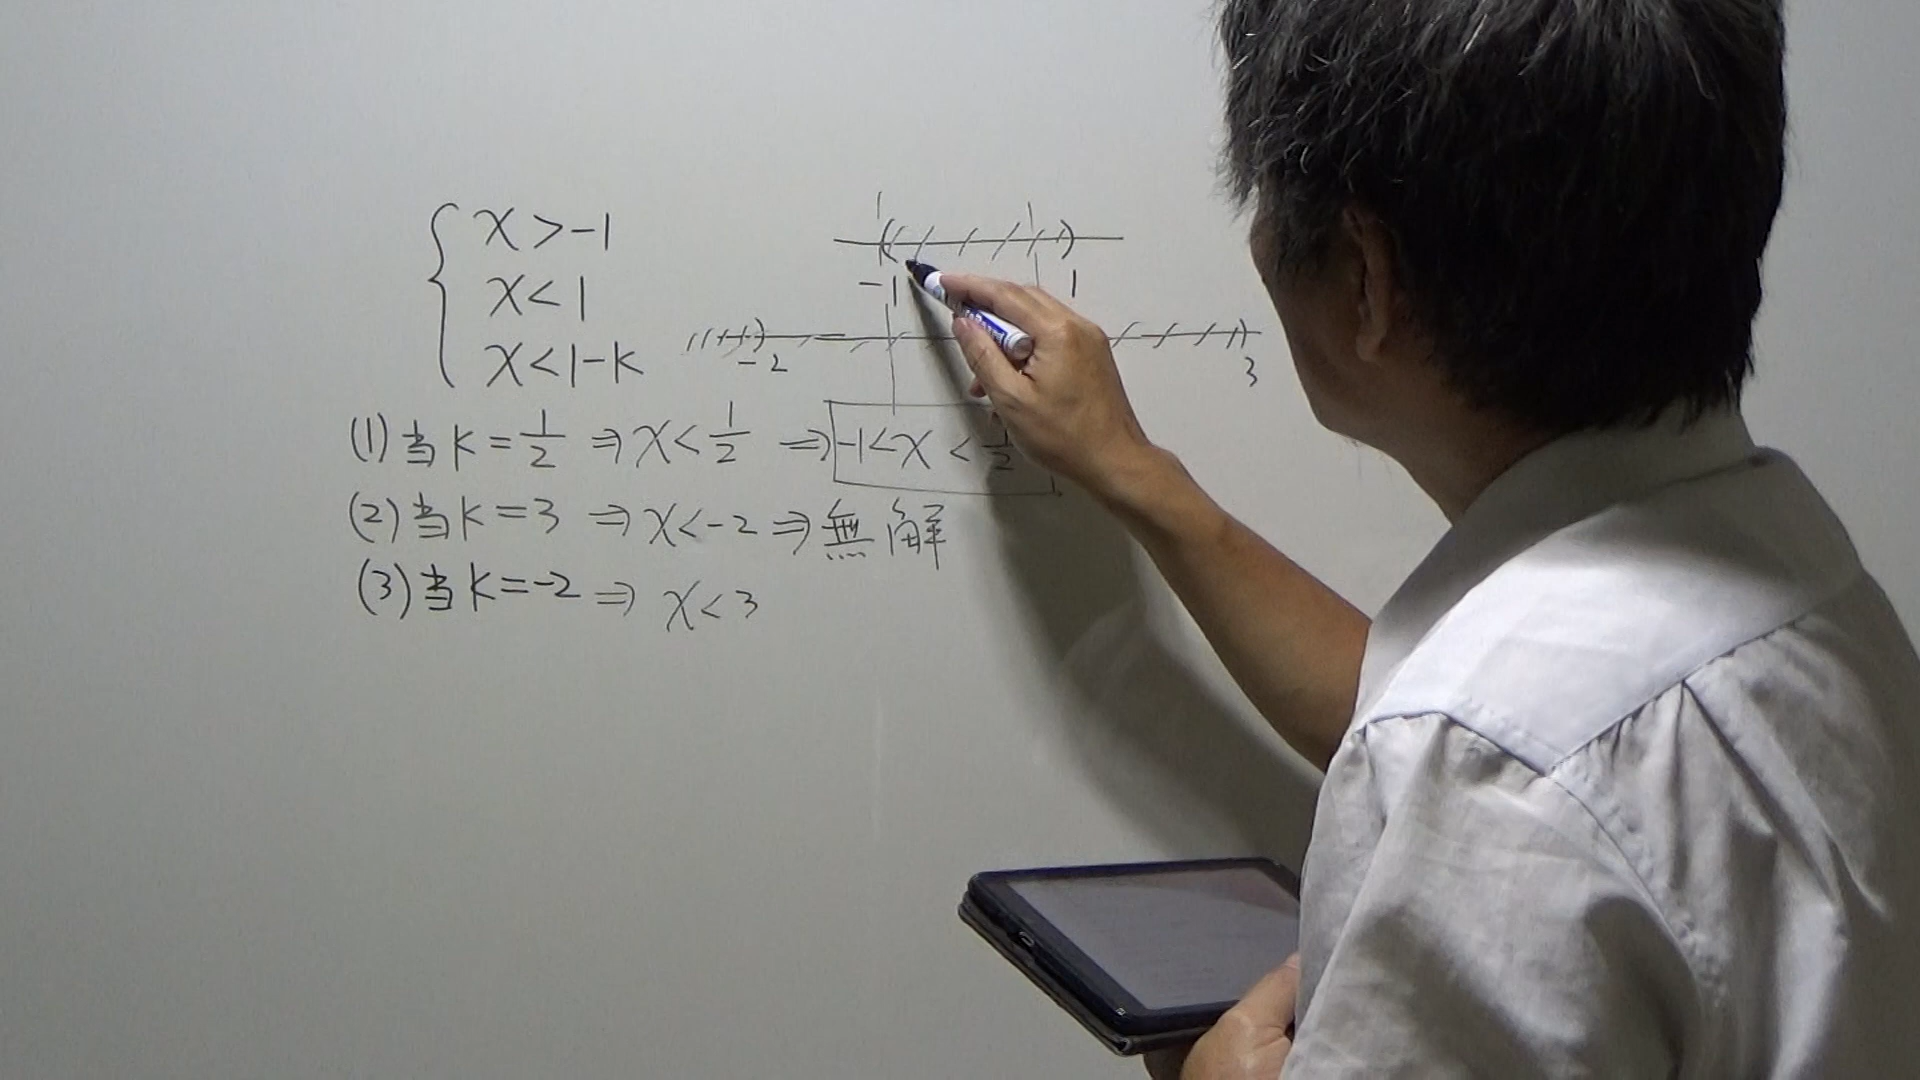 x > -1
x < 1
x < 1-k
-1 1
-2 3
(1) 当 k = 1/2 ⇒ x < 1/2 ⇒ -1 < x < 1/2
(2) 当 k = 3 ⇒ x < -2 ⇒ 無解
(3) 当 k = -2 ⇒ x < 3